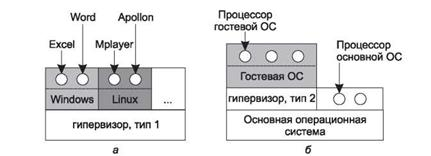 Word
Apollon
Excel
Mplayer
Windows
Linux
...
гипервизор, тип 1
а
Процессор
гостевой ОС
Процессор
основной ОС
Гостевая ОС
гипервизор, тип 2
Основная операционная
система
б